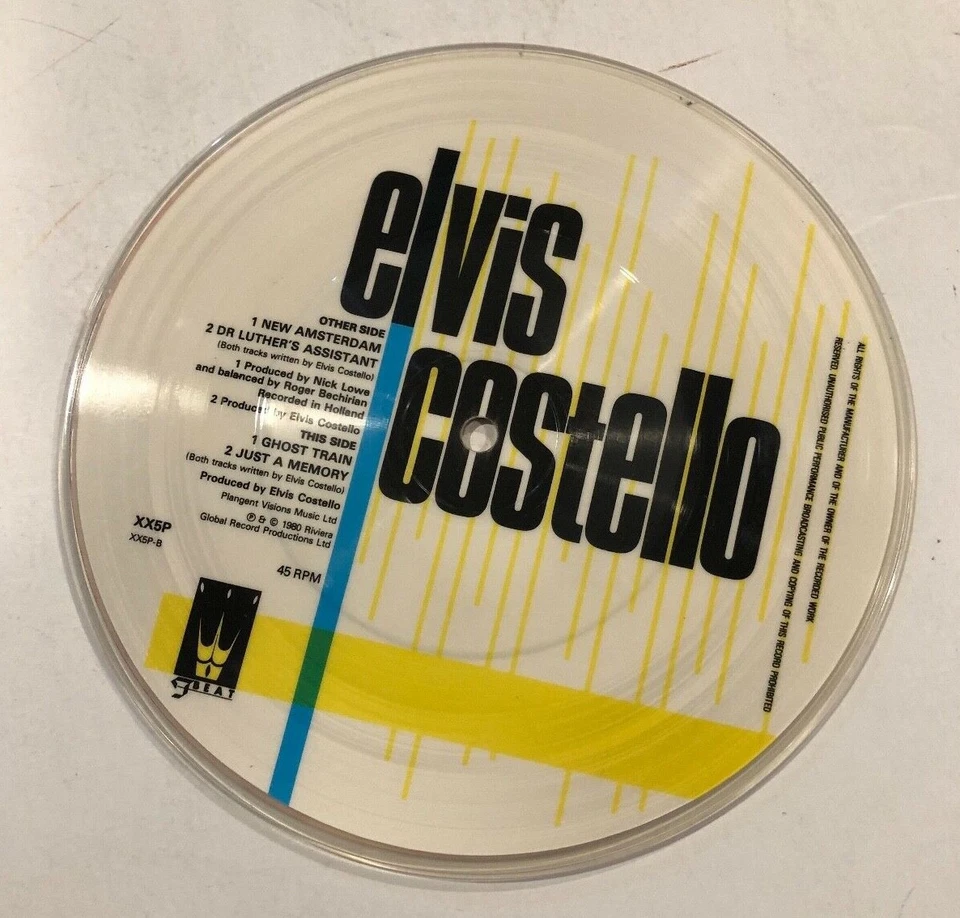 elvis
costello
OTHER SIDE
1 NEW AMSTERDAM
2 DR LUTHER'S ASSISTANT
(Both tracks written by Elvis Costello)
1 Produced by Nick Lowe
and balanced by Roger Bechirian
Recorded in Holland
2 Produced by Elvis Costello
THIS SIDE
1 GHOST TRAIN
2 JUST A MEMORY
(Both tracks written by Elvis Costello)
Produced by Elvis Costello
Plangent Visions Music Ltd
℗ & © 1980 Riviera
Global Record Productions Ltd
XX5P
XX5P-B
45 RPM
F BEAT
ALL RIGHTS OF THE MANUFACTURER AND OF THE OWNER OF THE RECORDED WORK
RESERVED. UNAUTHORISED PUBLIC PERFORMANCE BROADCASTING AND COPYING OF THIS RECORD PROHIBITED